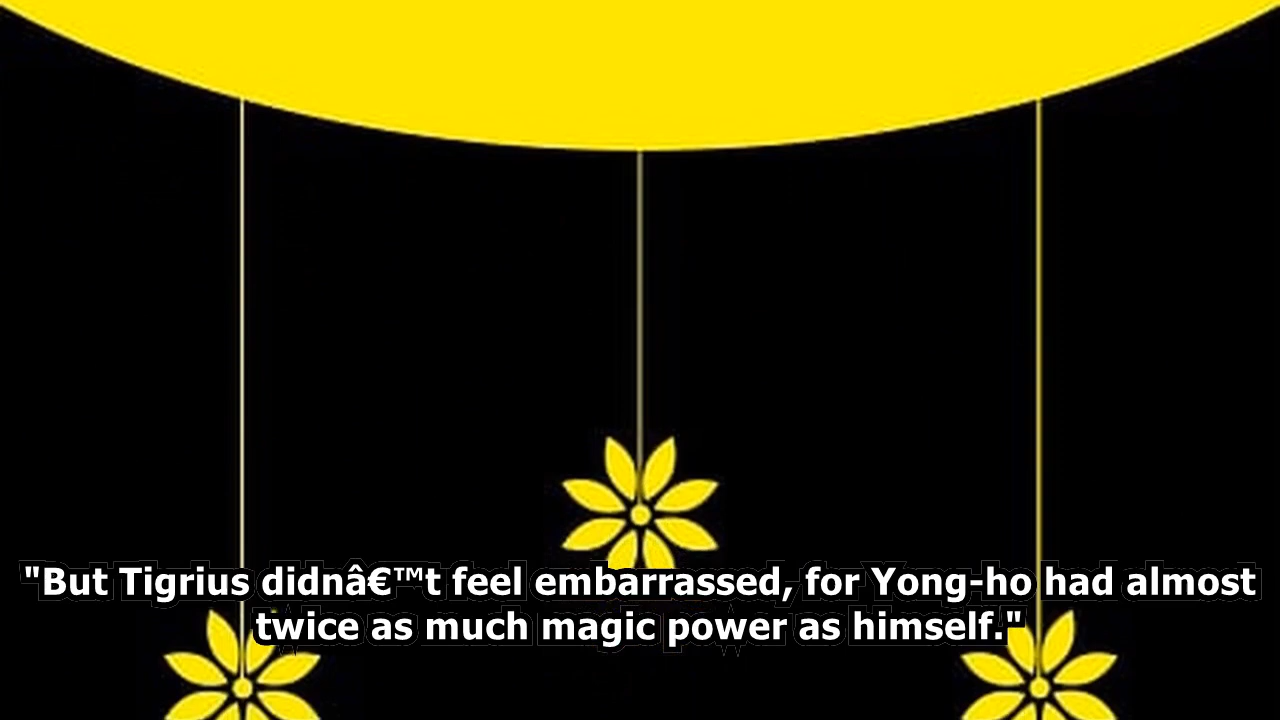 "But Tigrius didnâ€™t feel embarrassed, for Yong-ho had almost
twice as much magic power as himself."